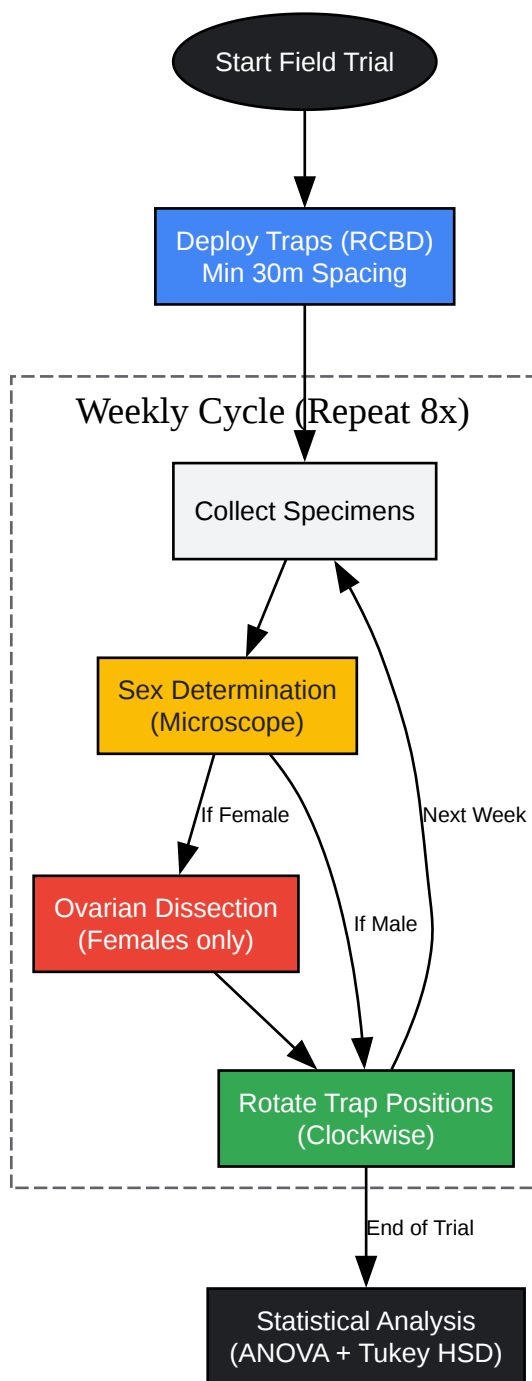 Start Field Trial
Deploy Traps (RCBD)
Min 30m Spacing
Weekly Cycle (Repeat 8x)
Collect Specimens
Sex Determination
(Microscope)
If Female
Next Week
Ovarian Dissection
(Females only)
If Male
Rotate Trap Positions
(Clockwise)
End of Trial
Statistical Analysis
(ANOVA + Tukey HSD)